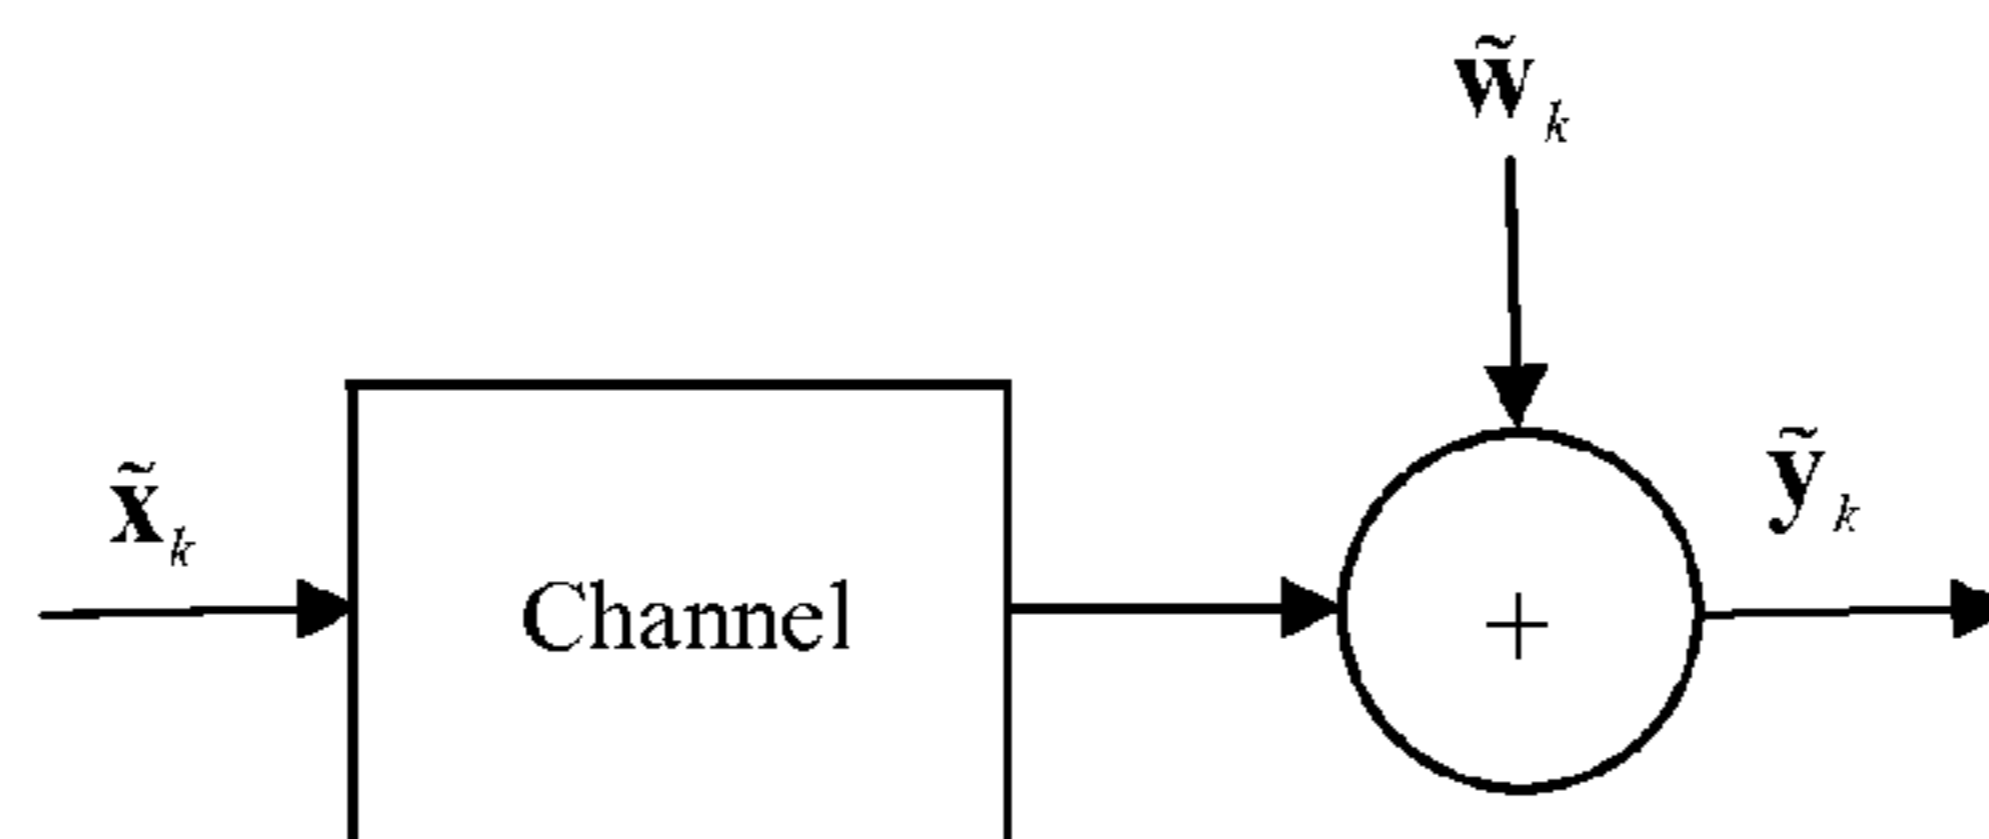 w̃ₖ
x̃ₖ
ỹₖ
Channel
+